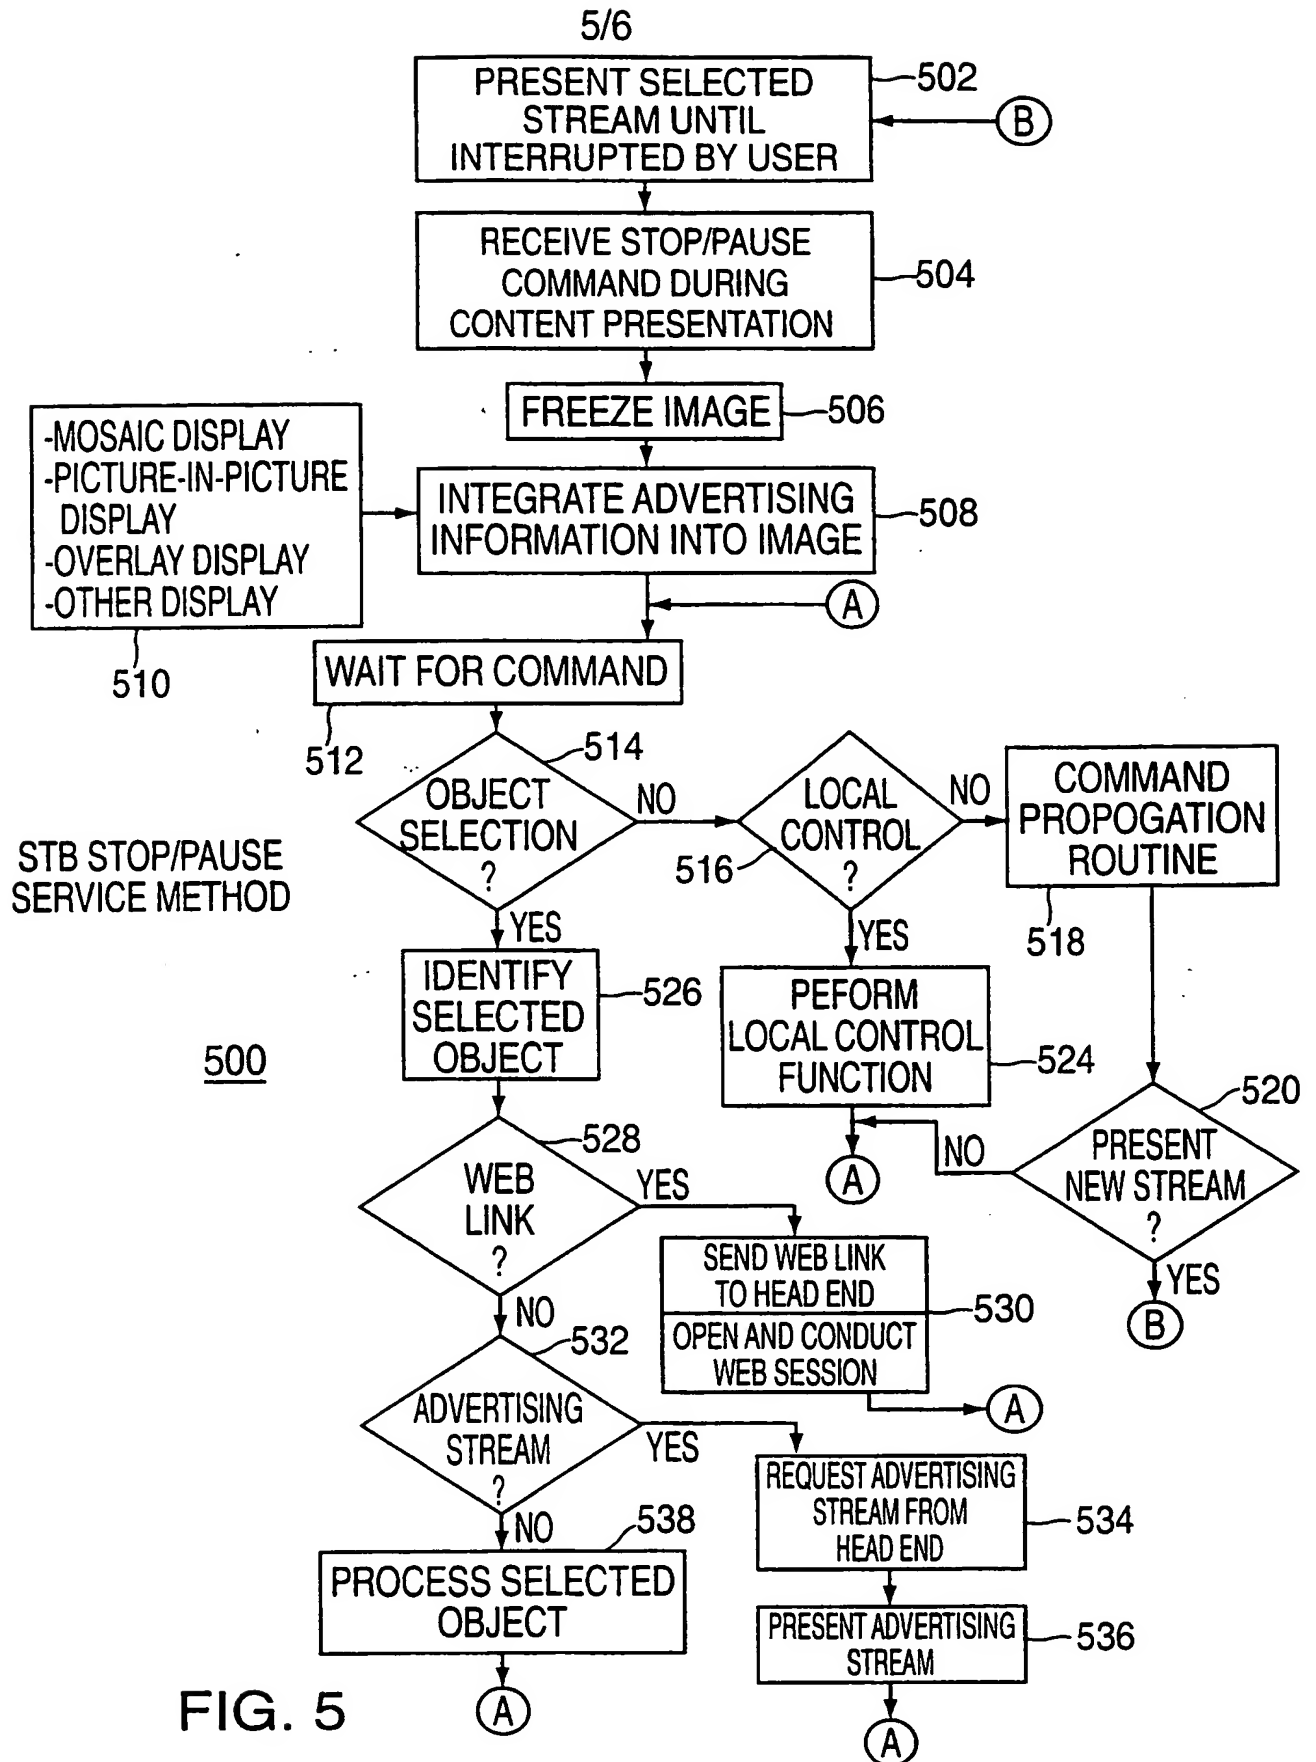 5/6
PRESENT SELECTED
STREAM UNTIL
INTERRUPTED BY USER
502
B
RECEIVE STOP/PAUSE
COMMAND DURING
CONTENT PRESENTATION
504
FREEZE IMAGE
506
-MOSAIC DISPLAY
-PICTURE-IN-PICTURE
DISPLAY
-OVERLAY DISPLAY
-OTHER DISPLAY
510
INTEGRATE ADVERTISING
INFORMATION INTO IMAGE
508
A
WAIT FOR COMMAND
512
OBJECT
SELECTION
?
514
NO
LOCAL
CONTROL
?
516
NO
COMMAND
PROPOGATION
ROUTINE
518
STB STOP/PAUSE
SERVICE METHOD
YES
YES
IDENTIFY
SELECTED
OBJECT
526
PEFORM
LOCAL CONTROL
FUNCTION
524
500
520
PRESENT
NEW STREAM
?
NO
A
YES
B
528
WEB
LINK
?
YES
SEND WEB LINK
TO HEAD END
OPEN AND CONDUCT
WEB SESSION
530
A
NO
532
ADVERTISING
STREAM
?
YES
REQUEST ADVERTISING
STREAM FROM
HEAD END
534
NO
538
PROCESS SELECTED
OBJECT
PRESENT ADVERTISING
STREAM
536
A
A
FIG. 5